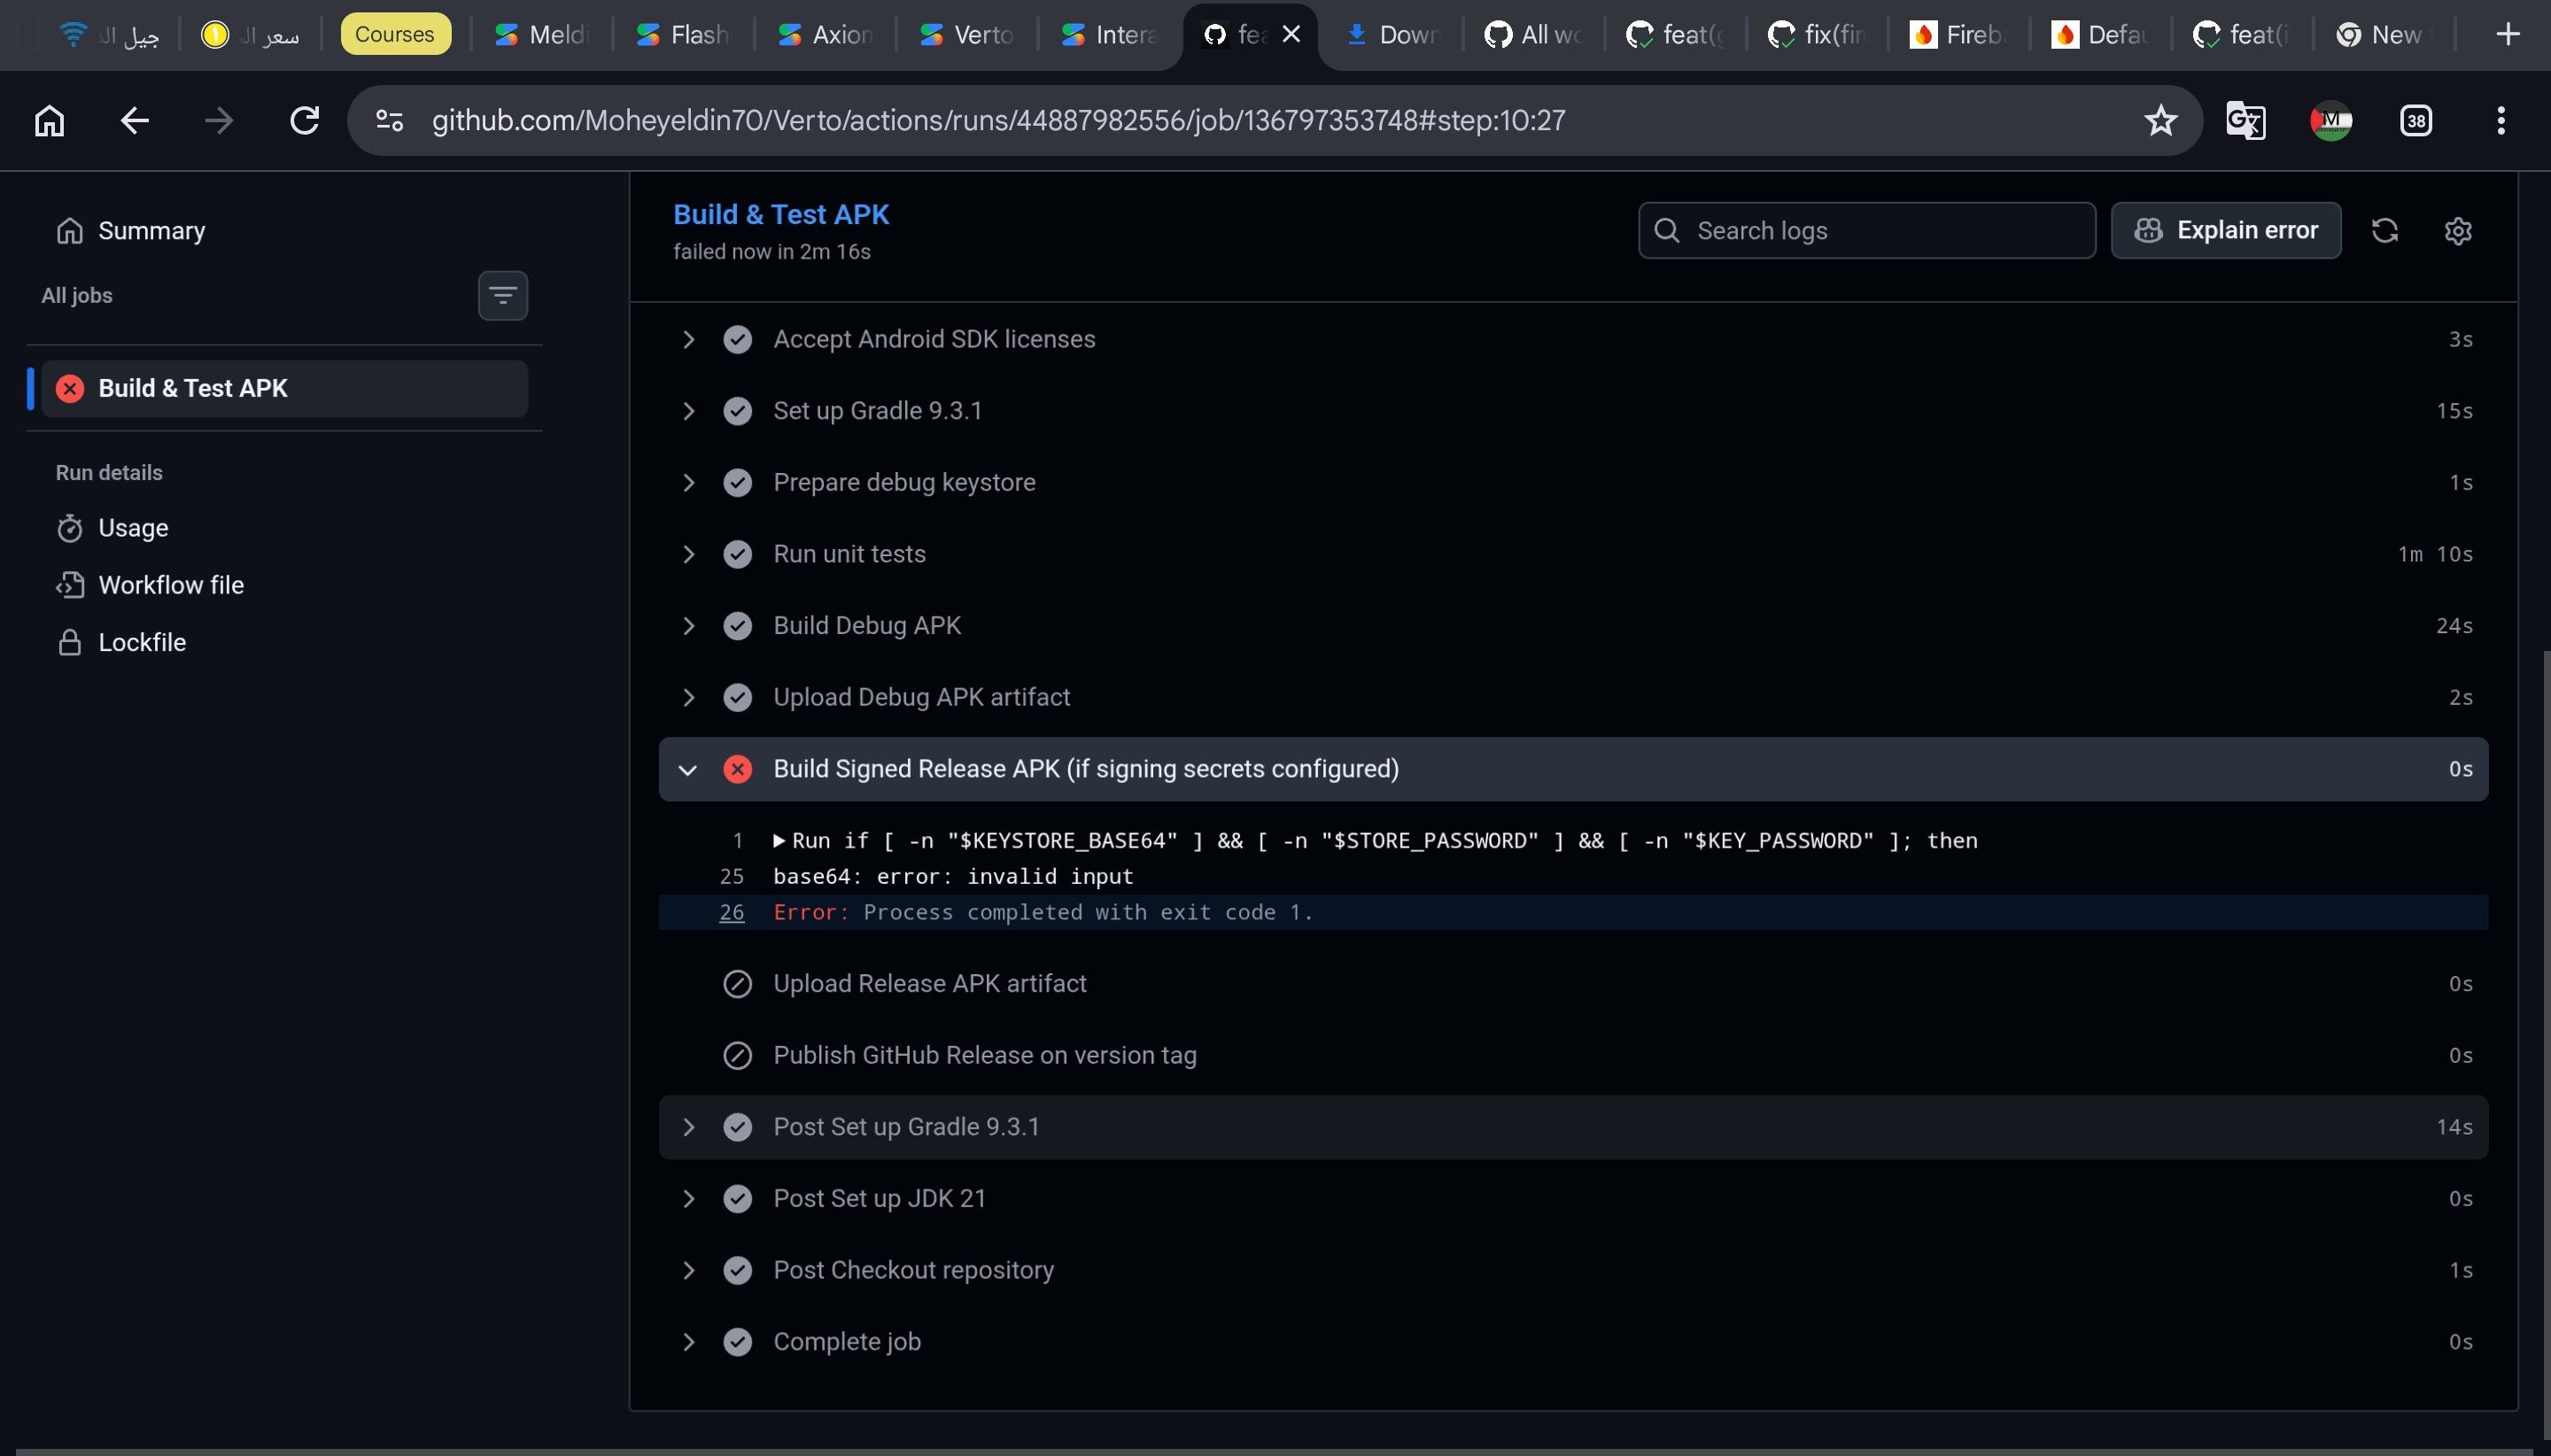 جيل
سعر
Courses
Meldi
Flash
Axion
Verto
Intera
fea
Down
All wo
feat(g
fix(fir
Fireb
Defau
feat(i
New
github.com/Moheyeldin70/Verto/actions/runs/44887982556/job/136797353748#step:10:27
M
38
Summary
All jobs
Build & Test APK
Run details
Usage
Workflow file
Lockfile
Build & Test APK
failed now in 2m 16s
Search logs
Explain error
Accept Android SDK licenses 3s
Set up Gradle 9.3.1 15s
Prepare debug keystore 1s
Run unit tests 1m 10s
Build Debug APK 24s
Upload Debug APK artifact 2s
Build Signed Release APK (if signing secrets configured) 0s
1 Run if [ -n "$KEYSTORE_BASE64" ] && [ -n "$STORE_PASSWORD" ] && [ -n "$KEY_PASSWORD" ]; then
25 base64: error: invalid input
26 Error: Process completed with exit code 1.
Upload Release APK artifact 0s
Publish GitHub Release on version tag 0s
Post Set up Gradle 9.3.1 14s
Post Set up JDK 21 0s
Post Checkout repository 1s
Complete job 0s